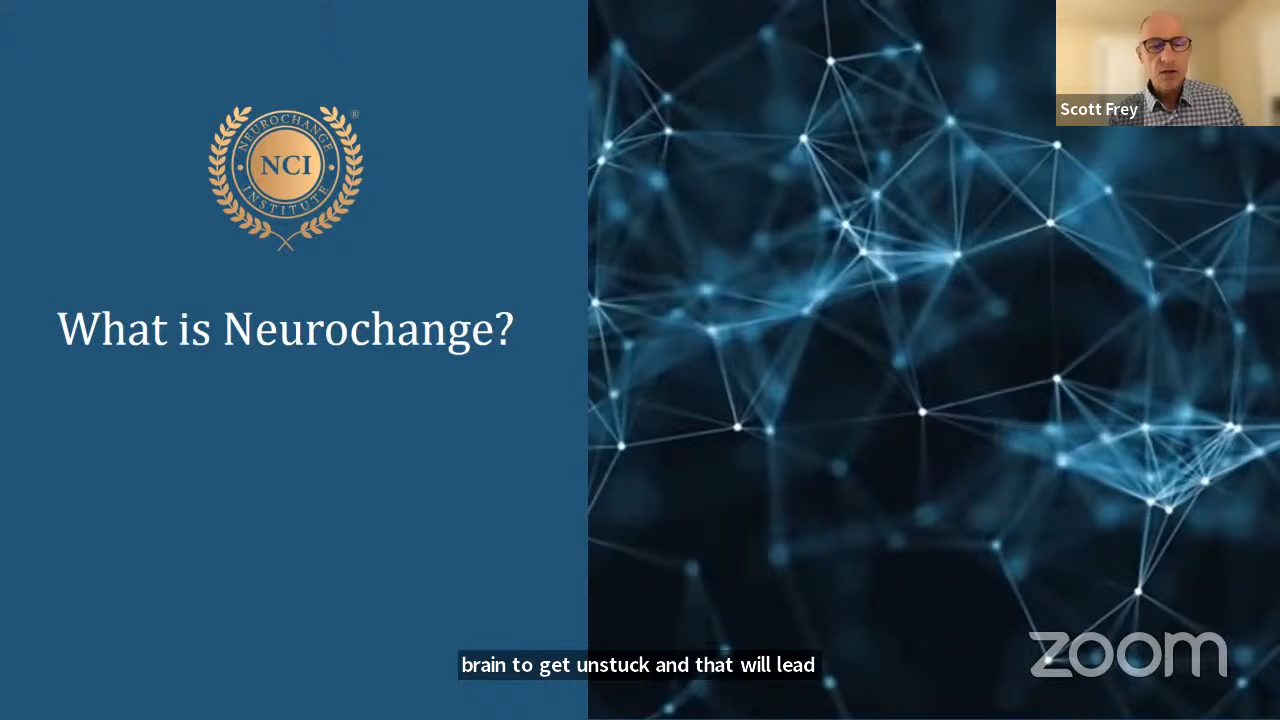 NEUROCHANGE
®
NCI
INSTITUTE
What is Neurochange?
Scott Frey
brain to get unstuck and that will lead
zoom